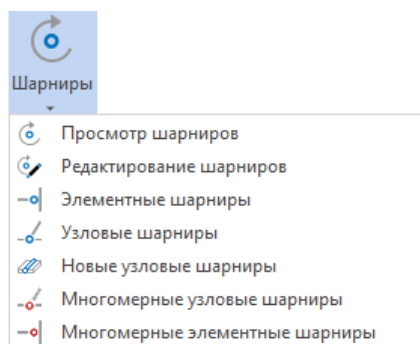 Шарниры
Просмотр шарниров
Редактирование шарниров
Элементные шарниры
Узловые шарниры
Новые узловые шарниры
Многомерные узловые шарниры
Многомерные элементные шарниры